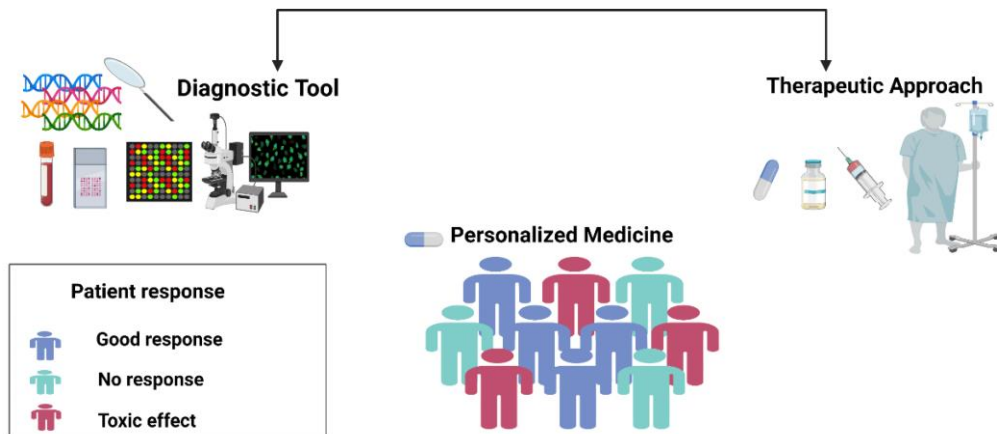 Diagnostic Tool
Therapeutic Approach
Personalized Medicine
Patient response
Good response
No response
Toxic effect